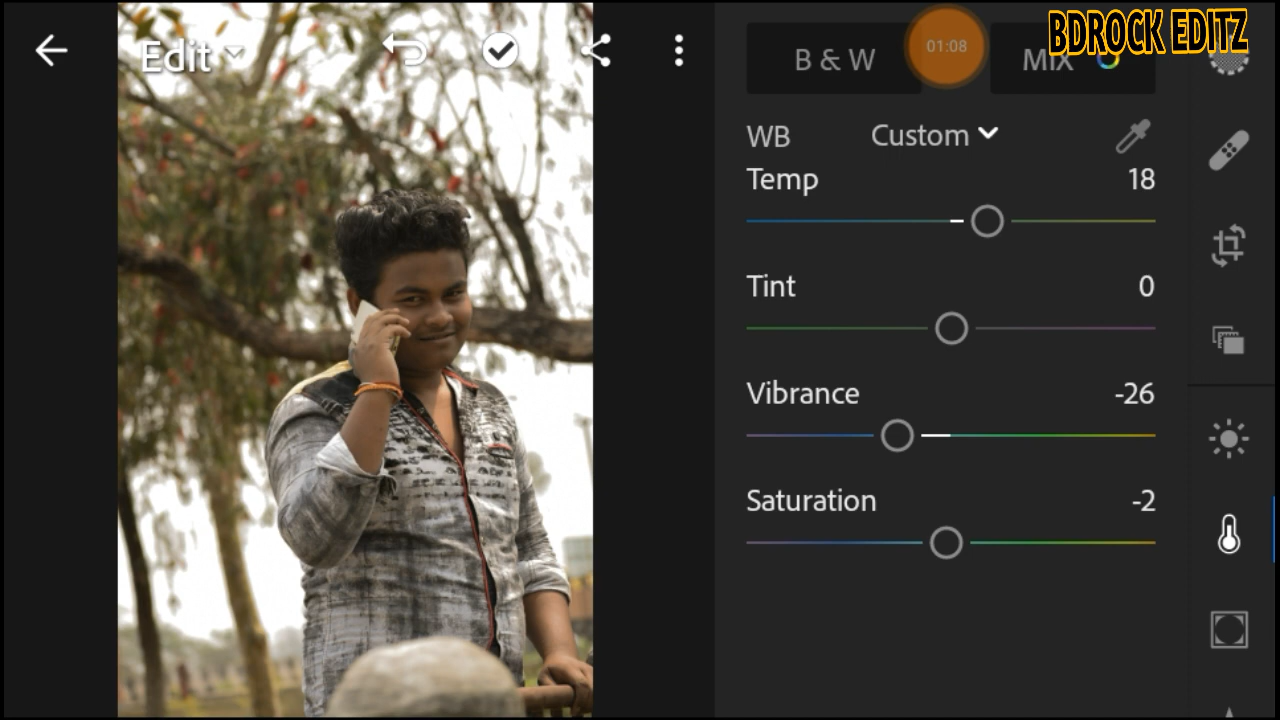 BDROCK EDITZ
Edit
B & W
01:08
MIX
WB
Custom
Temp
18
Tint
0
Vibrance
-26
Saturation
-2